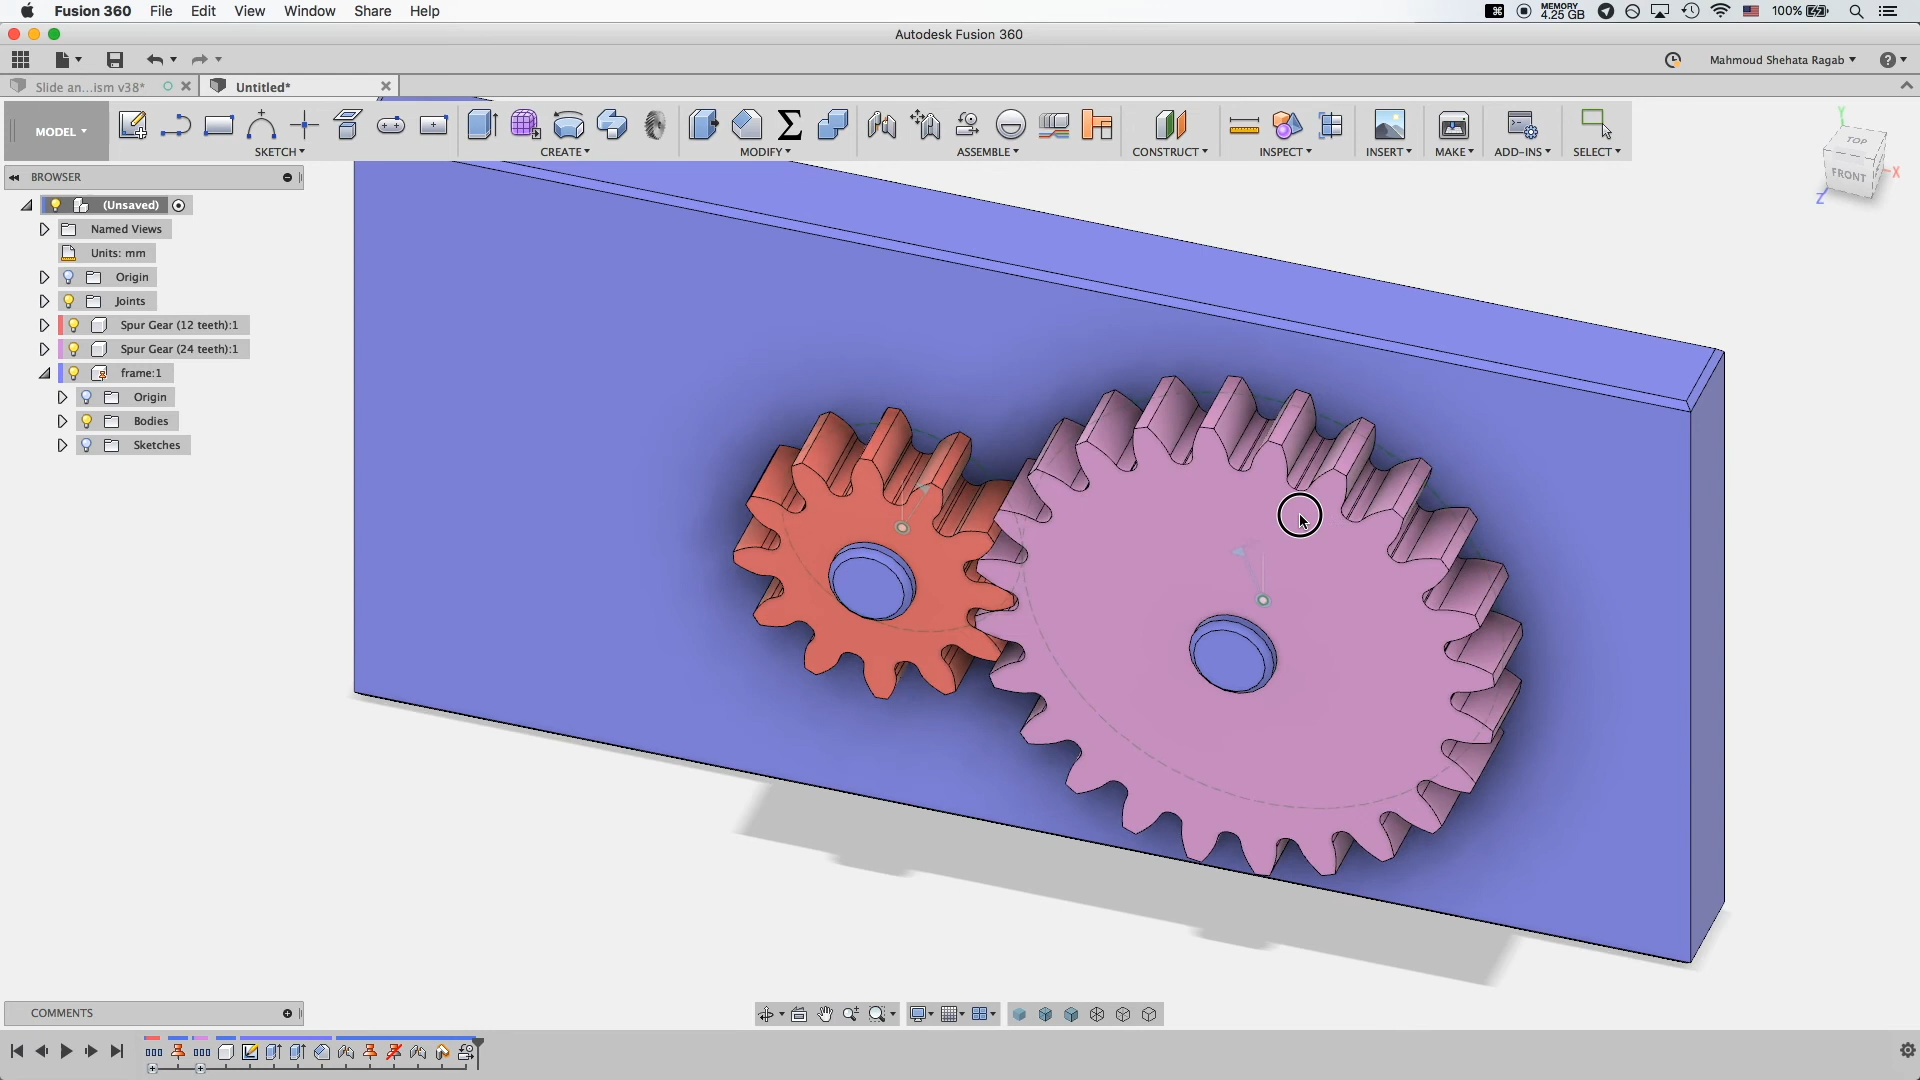 Fusion 360 File Edit View Window Share Help MEMORY 4.25 GB 100%
Autodesk Fusion 360
Mahmoud Shehata Ragab
Slide an...ism v38* Untitled*
MODEL SKETCH CREATE MODIFY ASSEMBLE CONSTRUCT INSPECT INSERT MAKE ADD-INS SELECT
Y
TOP
FRONT
X
Z
BROWSER
(Unsaved)
Named Views
Units: mm
Origin
Joints
Spur Gear (12 teeth):1
Spur Gear (24 teeth):1
frame:1
Origin
Bodies
Sketches
COMMENTS